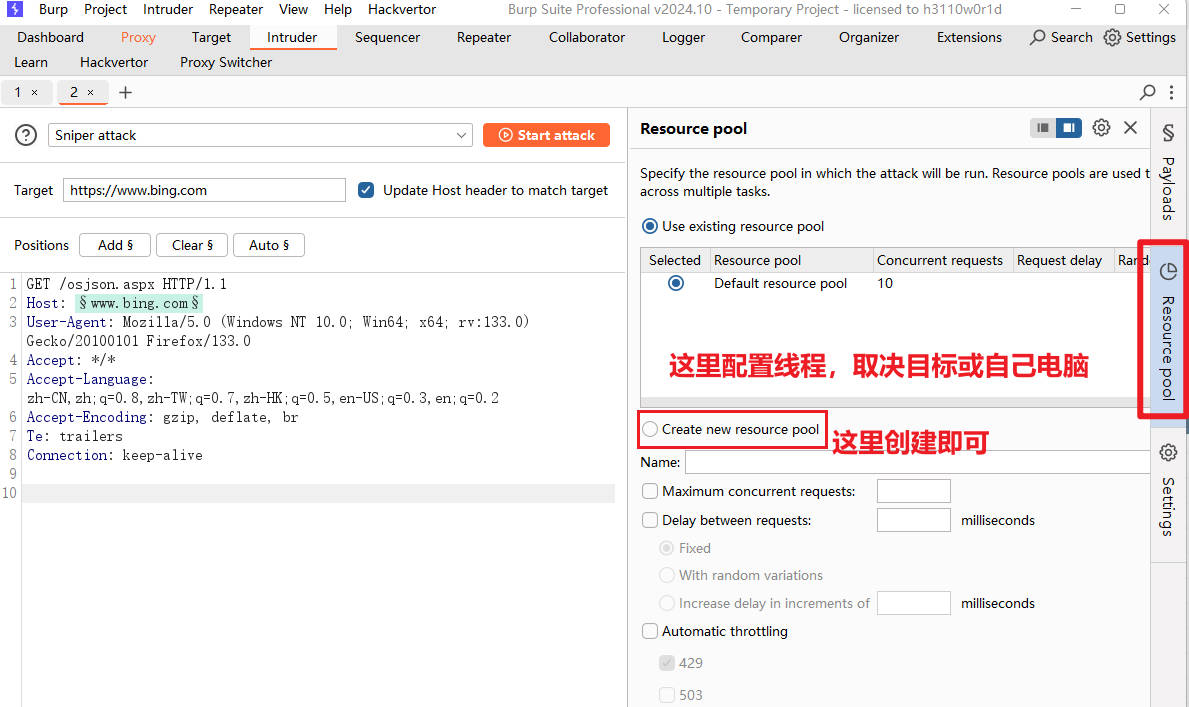 Burp Project Intruder Repeater View Help Hackvertor Burp Suite Professional v2024.10 - Temporary Project - licensed to h3110w0r1d
Dashboard Proxy Target Intruder Sequencer Repeater Collaborator Logger Comparer Organizer Extensions Search Settings
Learn Hackvertor Proxy Switcher
1 × 2 × +
Sniper attack Start attack
Target https://www.bing.com Update Host header to match target
Positions Add § Clear § Auto §
1 GET /osjson.aspx HTTP/1.1
2 Host: §www.bing.com§
3 User-Agent: Mozilla/5.0 (Windows NT 10.0; Win64; x64; rv:133.0)
Gecko/20100101 Firefox/133.0
4 Accept: */*
5 Accept-Language:
zh-CN,zh;q=0.8,zh-TW;q=0.7,zh-HK;q=0.5,en-US;q=0.3,en;q=0.2
6 Accept-Encoding: gzip, deflate, br
7 Te: trailers
8 Connection: keep-alive
9
10
Resource pool
Specify the resource pool in which the attack will be run. Resource pools are used t
across multiple tasks.
Use existing resource pool
Selected Resource pool Concurrent requests Request delay Rand
Default resource pool 10
这里配置线程，取决目标或自己电脑
Create new resource pool
这里创建即可
Name:
Maximum concurrent requests:
Delay between requests: milliseconds
Fixed
With random variations
Increase delay in increments of milliseconds
Automatic throttling
429
503
§ Payloads
Resource pool
Settings